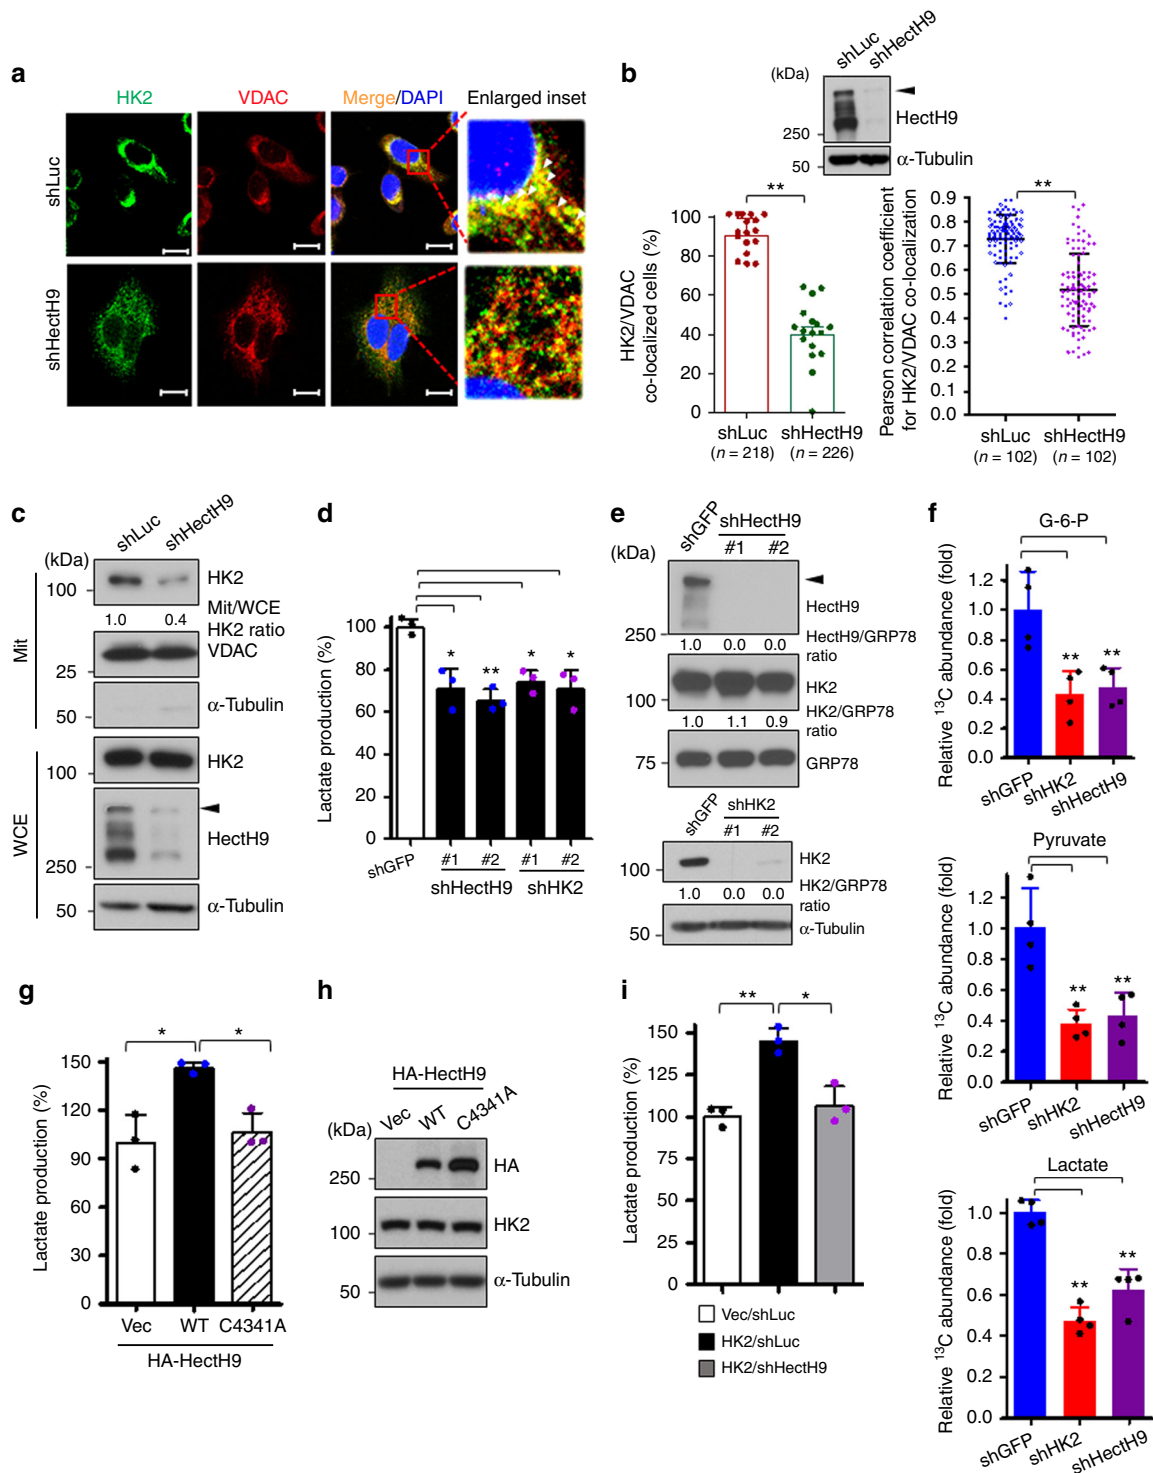 a
HK2
VDAC
Merge/DAPI
Enlarged inset
shLuc
shHectH9
b
shLuc
shHectH9
(kDa)
HectH9
250
α-Tubulin
50
**
HK2/VDAC
co-localized cells (%)
100
80
60
40
20
0
shLuc
(n = 218)
shHectH9
(n = 226)
**
Pearson correlation coefficient
for HK2/VDAC co-localization
0.9
0.8
0.7
0.6
0.5
0.4
0.3
0.2
0.1
0.0
shLuc
(n = 102)
shHectH9
(n = 102)
c
shLuc
shHectH9
(kDa)
Mit
HK2
100
1.0
0.4
Mit/WCE
HK2 ratio
VDAC
25
α-Tubulin
50
WCE
HK2
100
HectH9
250
α-Tubulin
50
d
Lactate production (%)
100
80
60
40
20
0
*
**
*
*
shGFP
#1
#2
#1
#2
shHectH9
shHK2
e
shGFP
shHectH9
#1
#2
(kDa)
HectH9
250
1.0
0.0
0.0
HectH9/GRP78
ratio
HK2
100
1.0
1.1
0.9
HK2/GRP78
ratio
75
GRP78
shGFP
shHK2
#1
#2
100
HK2
1.0
0.0
0.0
HK2/GRP78
ratio
50
α-Tubulin
f
G-6-P
Relative 13C abundance (fold)
1.2
1.0
0.8
0.6
0.4
0.2
0.0
**
**
shGFP
shHK2
shHectH9
Pyruvate
Relative 13C abundance (fold)
1.2
1.0
0.8
0.6
0.4
0.2
0.0
**
**
shGFP
shHK2
shHectH9
Lactate
Relative 13C abundance (fold)
1.0
0.8
0.6
0.4
0.2
0.0
**
**
shGFP
shHK2
shHectH9
g
*
*
Lactate production (%)
150
120
90
60
30
0
Vec
WT
C4341A
HA-HectH9
h
HA-HectH9
Vec
WT
C4341A
(kDa)
HA
250
HK2
100
α-Tubulin
50
i
**
*
Lactate production (%)
150
125
100
75
50
25
0
Vec/shLuc
HK2/shLuc
HK2/shHectH9